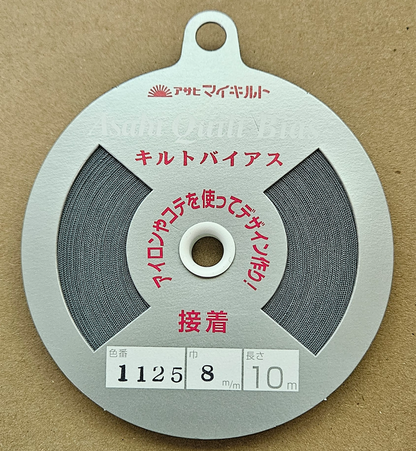 アサヒマイキルト
Asahi Quilt Bias
キルトバイアス
アイロンやコテを使ってデザイン作り!
接着
色番 巾 長さ
1125 8 m/m 10 m